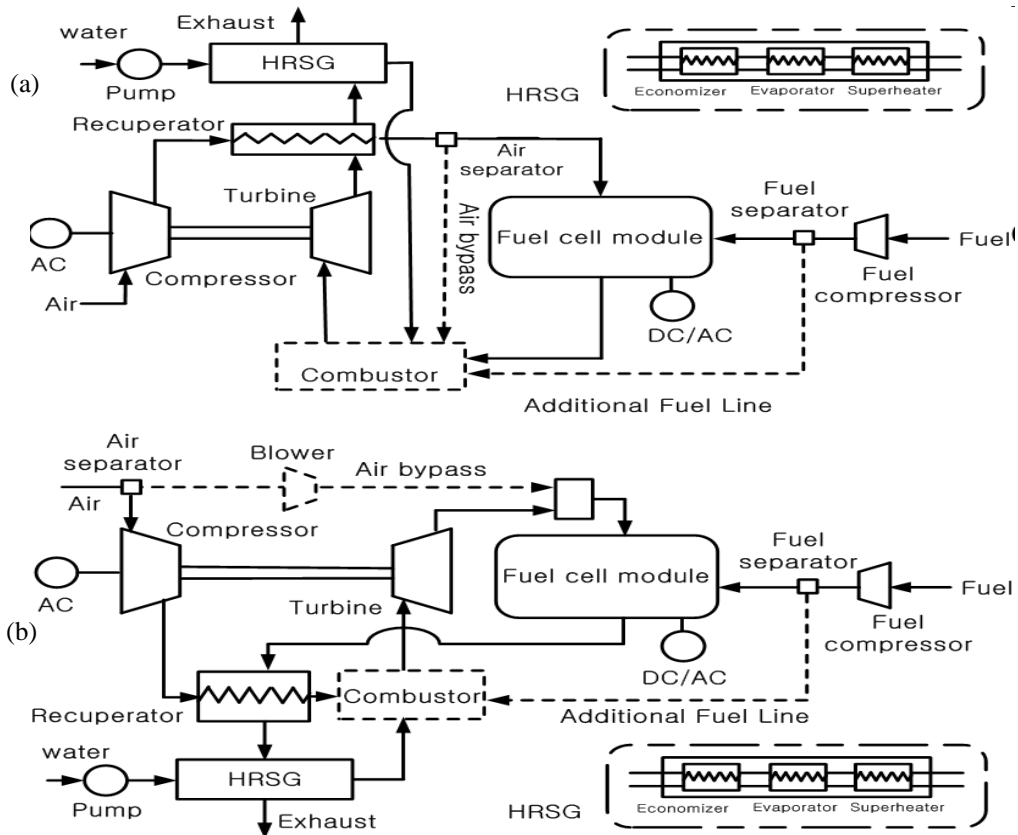 Exhaust
water
HRSG
(a)
Pump
HRSG
Economizer
Evaporator
Superheater
Recuperator
Air
separator
Turbine
Air bypass
Fuel
separator
Fuel cell module
Fuel
AC
Compressor
Fuel
compressor
Air
DC/AC
Combustor
Additional Fuel Line
Air
separator
Blower
Air bypass
Air
Compressor
Fuel
separator
Fuel cell module
Fuel
AC
Turbine
Fuel
compressor
(b)
DC/AC
Combustor
Recuperator
Additional Fuel Line
water
HRSG
Pump
HRSG
Economizer
Evaporator
Superheater
Exhaust